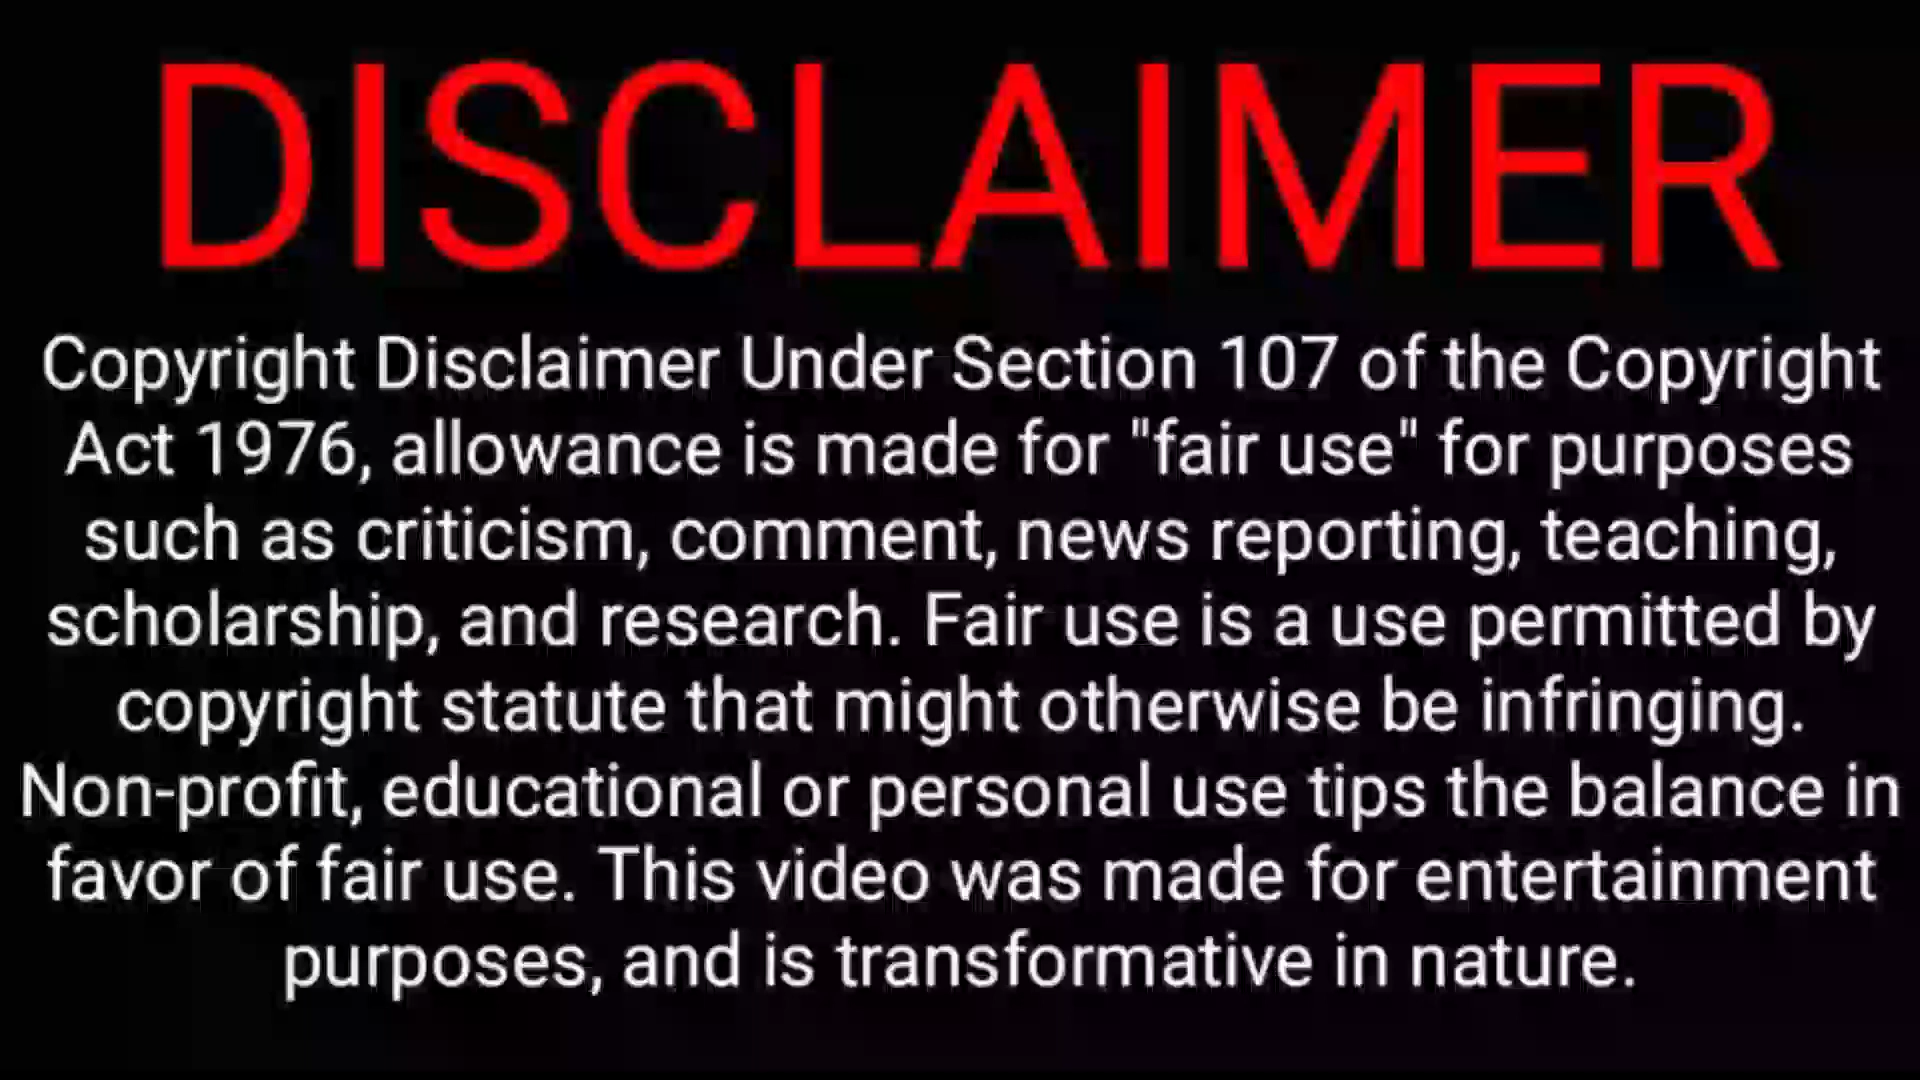 DISCLAIMER
Copyright Disclaimer Under Section 107 of the Copyright
Act 1976, allowance is made for "fair use" for purposes
such as criticism, comment, news reporting, teaching,
scholarship, and research. Fair use is a use permitted by
copyright statute that might otherwise be infringing.
Non-profit, educational or personal use tips the balance in
favor of fair use. This video was made for entertainment
purposes, and is transformative in nature.